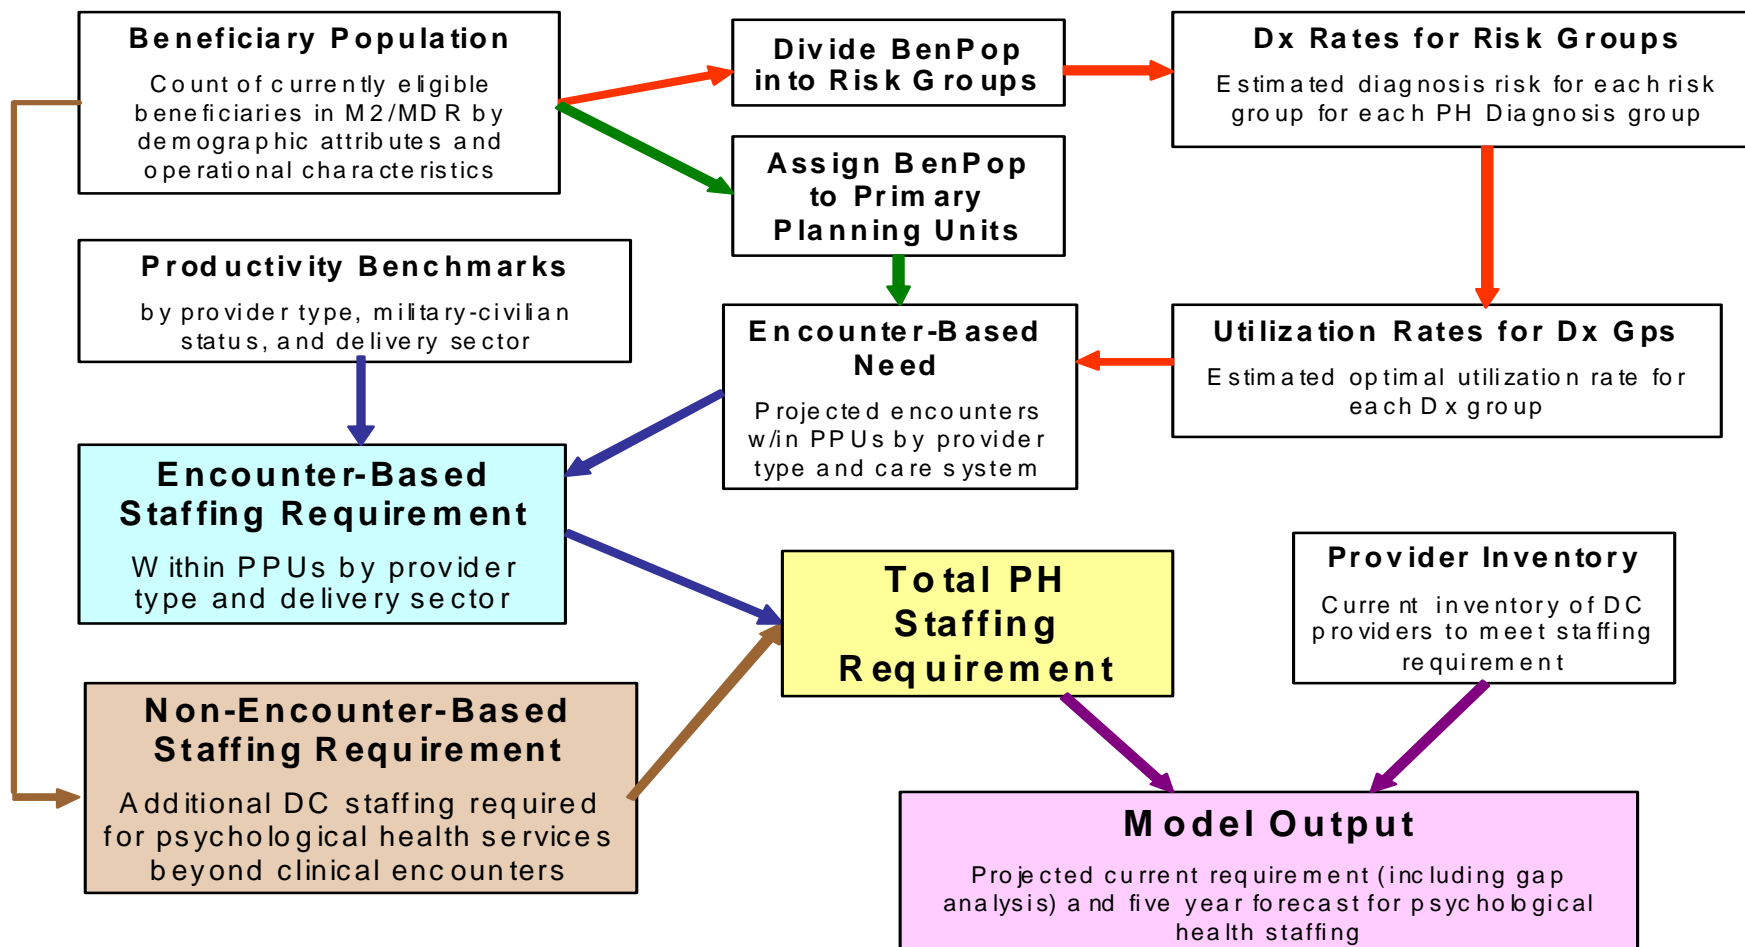 Beneficiary Population
Count of currently eligible
beneficiaries in M2/MDR by
demographic attributes and
operational characteristics
Divide BenPop
into Risk Groups
Dx Rates for Risk Groups
Estimated diagnosis risk for each risk
group for each PH Diagnosis group
Assign BenPop
to Primary
Planning Units
Productivity Benchmarks
by provider type, military-civilian
status, and delivery sector
Encounter-Based
Need
Projected encounters
w/in PPUs by provider
type and care system
Utilization Rates for Dx Gps
Estimated optimal utilization rate for
each Dx group
Encounter-Based
Staffing Requirement
Within PPUs by provider
type and delivery sector
Total PH
Staffing
Requirement
Provider Inventory
Current inventory of DC
providers to meet staffing
requirement
Non-Encounter-Based
Staffing Requirement
Additional DC staffing required
for psychological health services
beyond clinical encounters
Model Output
Projected current requirement (including gap
analysis) and five year forecast for psychological
health staffing